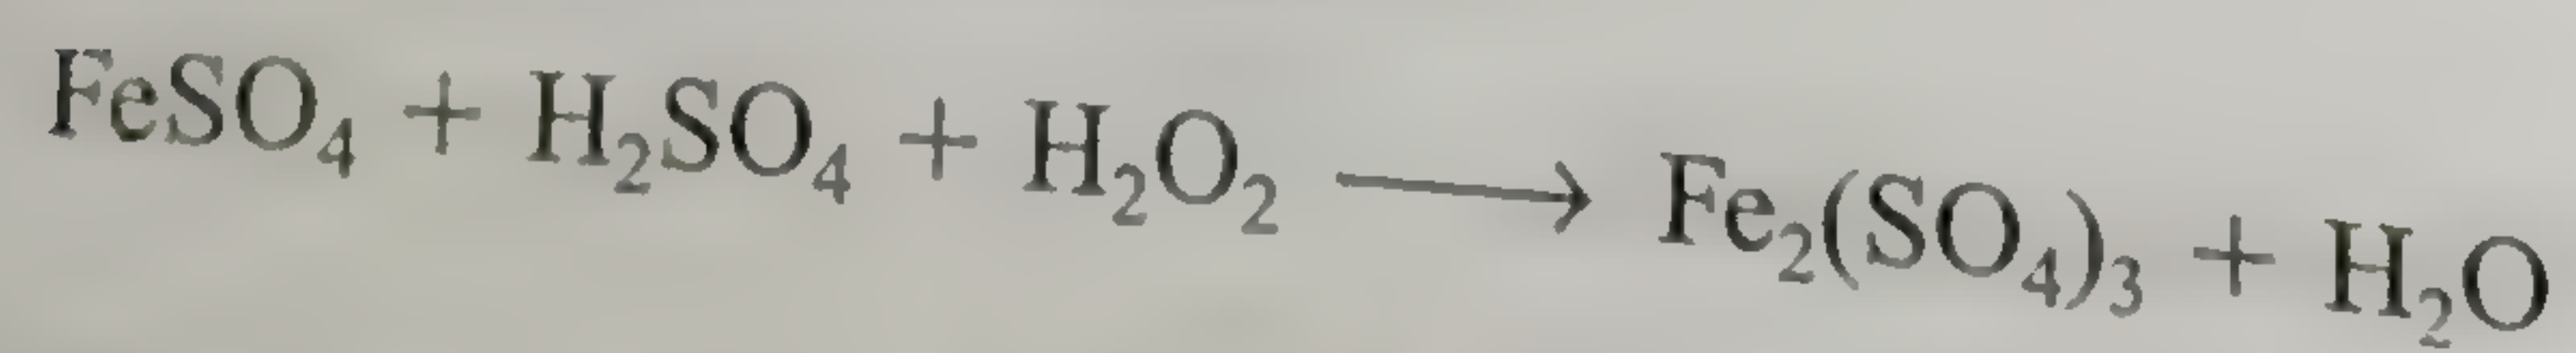 FeSO₄ + H₂SO₄ + H₂O₂ ⟶ Fe₂(SO₄)₃ + H₂O